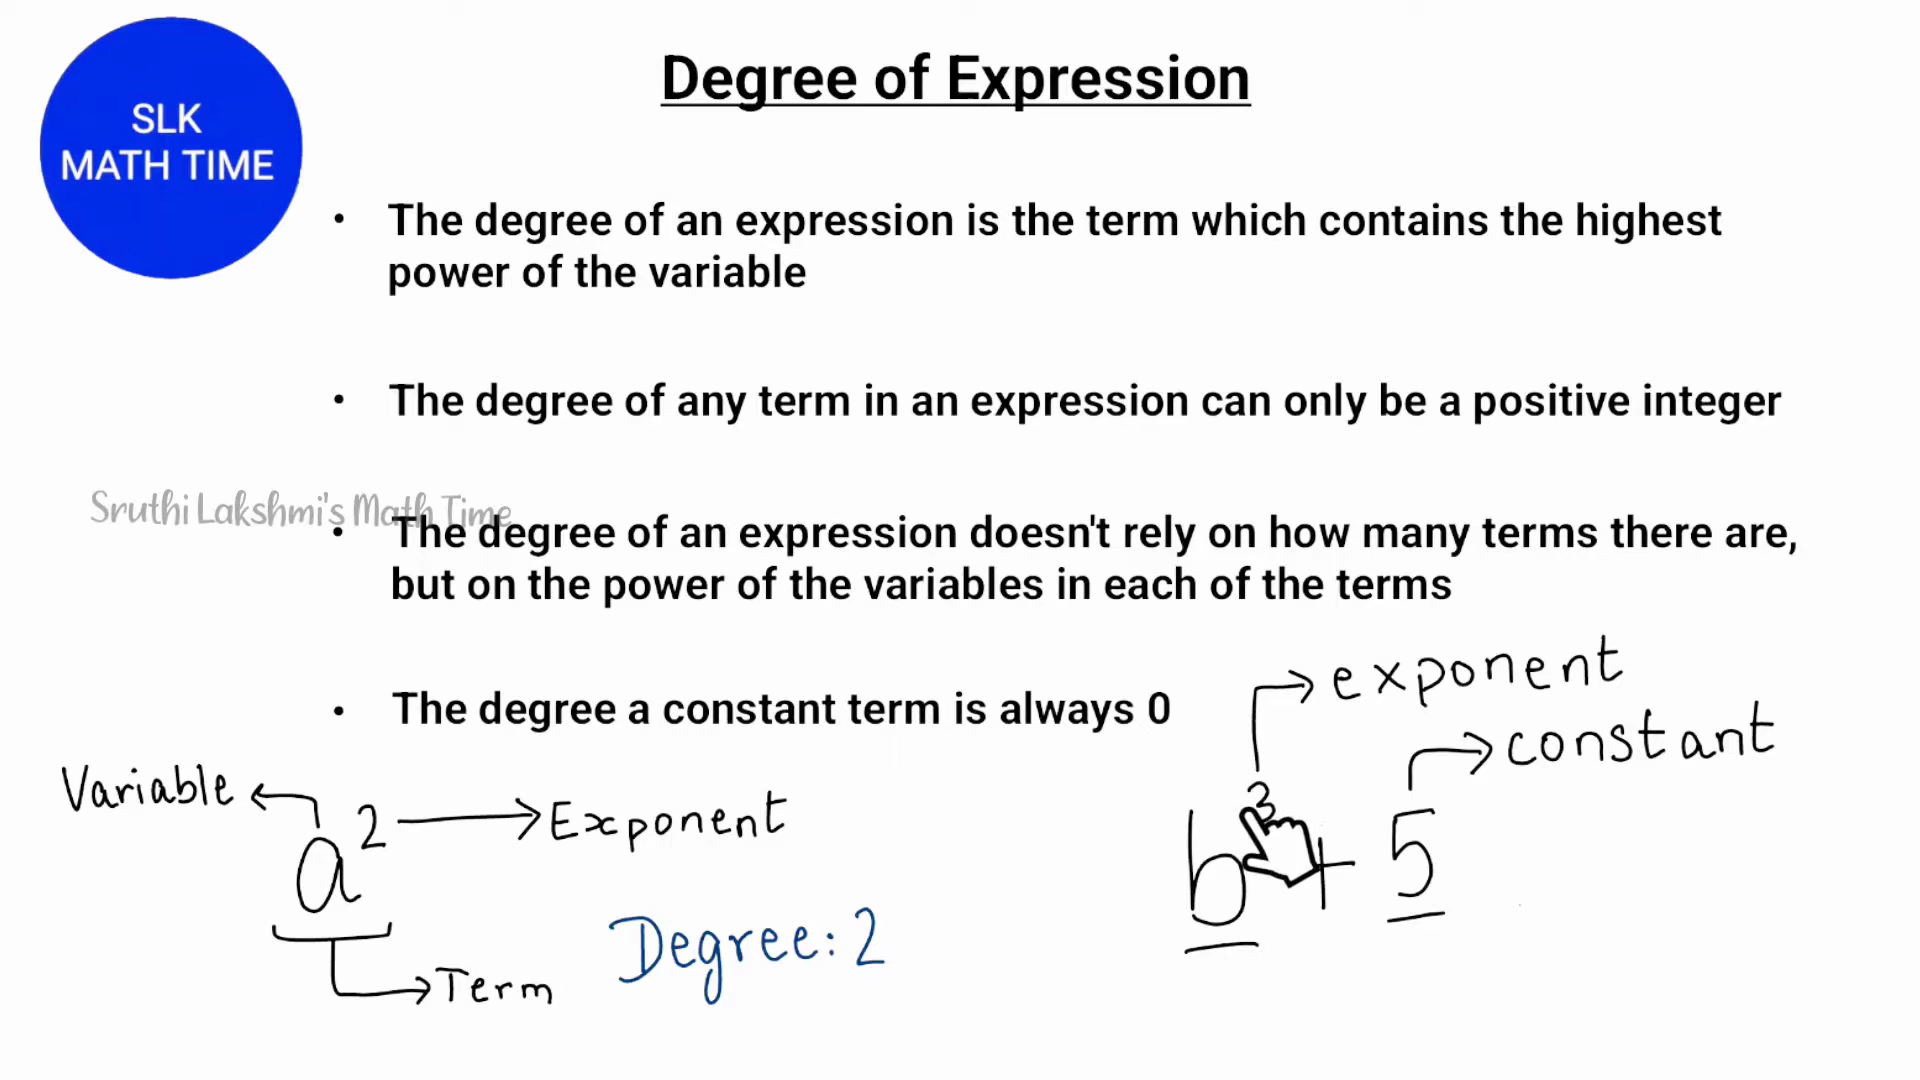 SLK
MATH TIME
Degree of Expression
• The degree of an expression is the term which contains the highest
power of the variable
• The degree of any term in an expression can only be a positive integer
Sruthi Lakshmi's Math Time
• The degree of an expression doesn't rely on how many terms there are,
but on the power of the variables in each of the terms
• The degree a constant term is always 0
exponent
constant
Variable
a² Exponent
b³ + 5
Degree: 2
Term